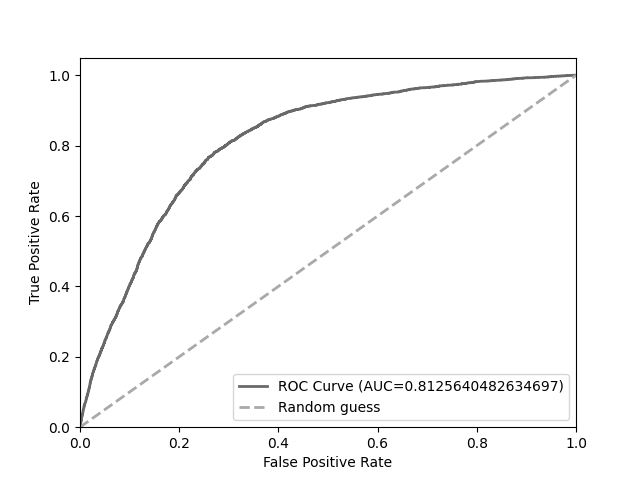 1.0
0.8
0.6
0.4
0.2
0.0
True Positive Rate
ROC Curve (AUC=0.8125640482634697)
Random guess
0.0 0.2 0.4 0.6 0.8 1.0
False Positive Rate